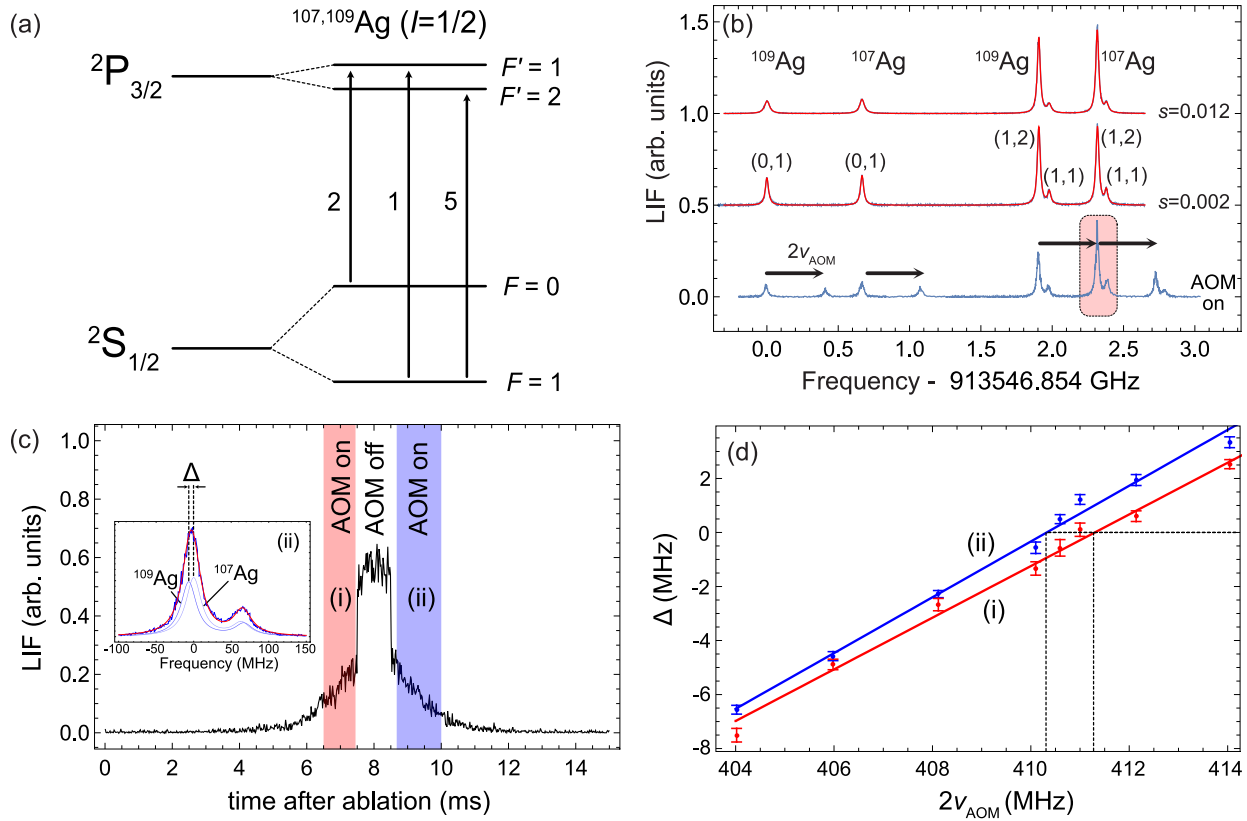 (a)
107,109Ag (I=1/2)
2P3/2
F' = 1
F' = 2
2 1 5
F = 0
2S1/2
F = 1
(b)
LIF (arb. units)
1.5
1.0
0.5
0.0
109Ag 107Ag 109Ag 107Ag
s=0.012
(0,1) (0,1) (1,2) (1,1) (1,2) (1,1)
s=0.002
2νAOM
AOM
on
0.0 0.5 1.0 1.5 2.0 2.5 3.0
Frequency - 913546.854 GHz
(c)
LIF (arb. units)
1.0
0.8
0.6
0.4
0.2
0.0
Δ
(ii)
109Ag 107Ag
-100 -50 0 50 100 150
Frequency (MHz)
AOM on
AOM off
AOM on
(i) (ii)
0 2 4 6 8 10 12 14
time after ablation (ms)
(d)
Δ (MHz)
2
0
-2
-4
-6
-8
(ii)
(i)
404 406 408 410 412 414
2νAOM (MHz)